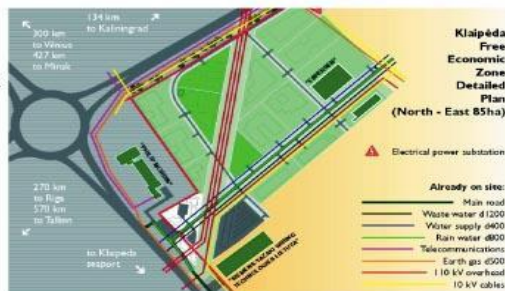 134 km
to Kaliningrad
300 km
to Vilnius
427 km
to Minsk
Klaipėda
Free
Economic
Zone
Detailed
Plan
(North - East 85ha)
Electrical power substation
Already on site:
Main road
Waste water d1200
Water supply d400
Rain water d800
Telecommunications
Earth gas d500
110 kV overhead
10 kV cables
270 km
to Riga
570 km
to Tallinn
to Klaipėda
seaport